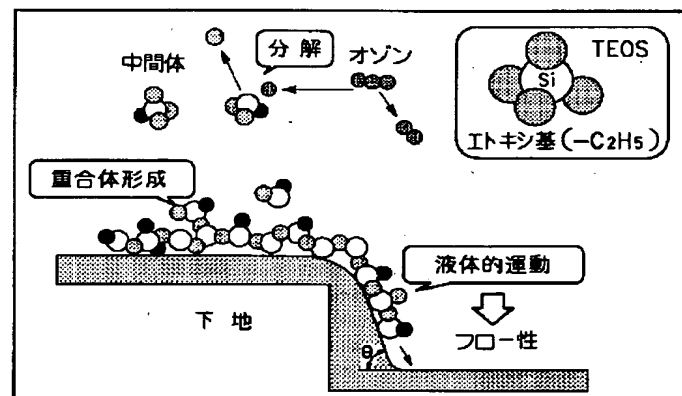 分解
オゾン
中間体
TEOS
Si
エトキシ基(-C2H5)
重合体形成
液体的運動
下地
フロー性
θ